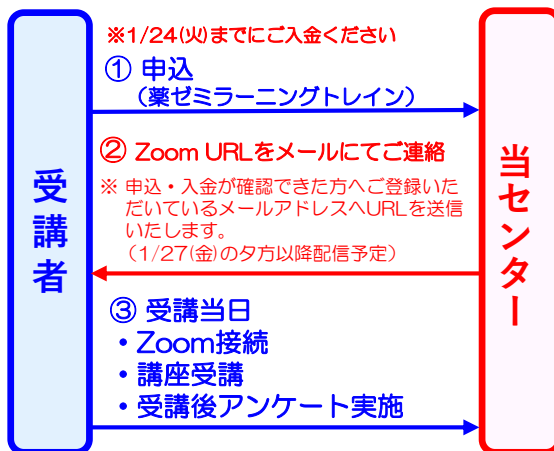 ※1/24(火)までにご入金ください
① 申込
（薬ゼミラーニングトレイン）
② Zoom URLをメールにてご連絡
※ 申込・入金が確認できた方へご登録いた
だいているメールアドレスへURLを送信
いたします。
（1/27(金)の夕方以降配信予定）
③ 受講当日
・Zoom接続
・講座受講
・受講後アンケート実施
受講者
当センター